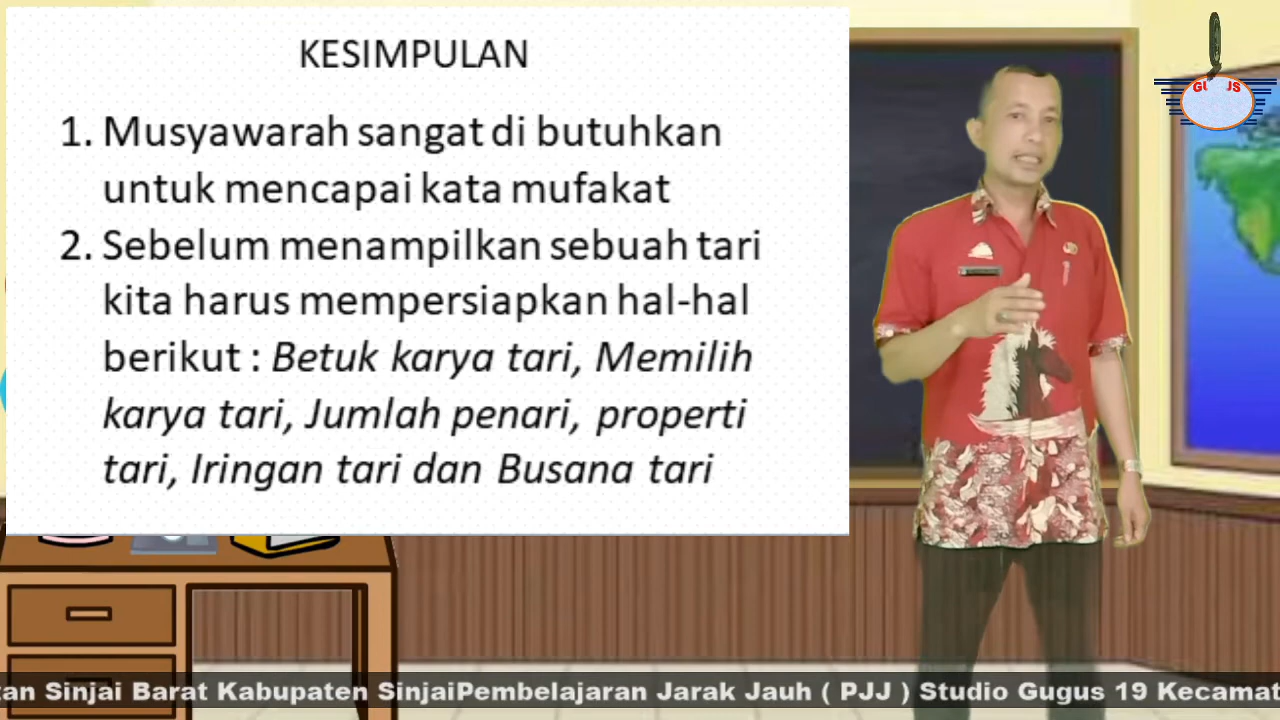 KESIMPULAN
1. Musyawarah sangat di butuhkan
untuk mencapai kata mufakat
2. Sebelum menampilkan sebuah tari
kita harus mempersiapkan hal-hal
berikut : Betuk karya tari, Memilih
karya tari, Jumlah penari, properti
tari, Iringan tari dan Busana tari
tan Sinjai Barat Kabupaten SinjaiPembelajaran Jarak Jauh ( PJJ ) Studio Gugus 19 Kecamat